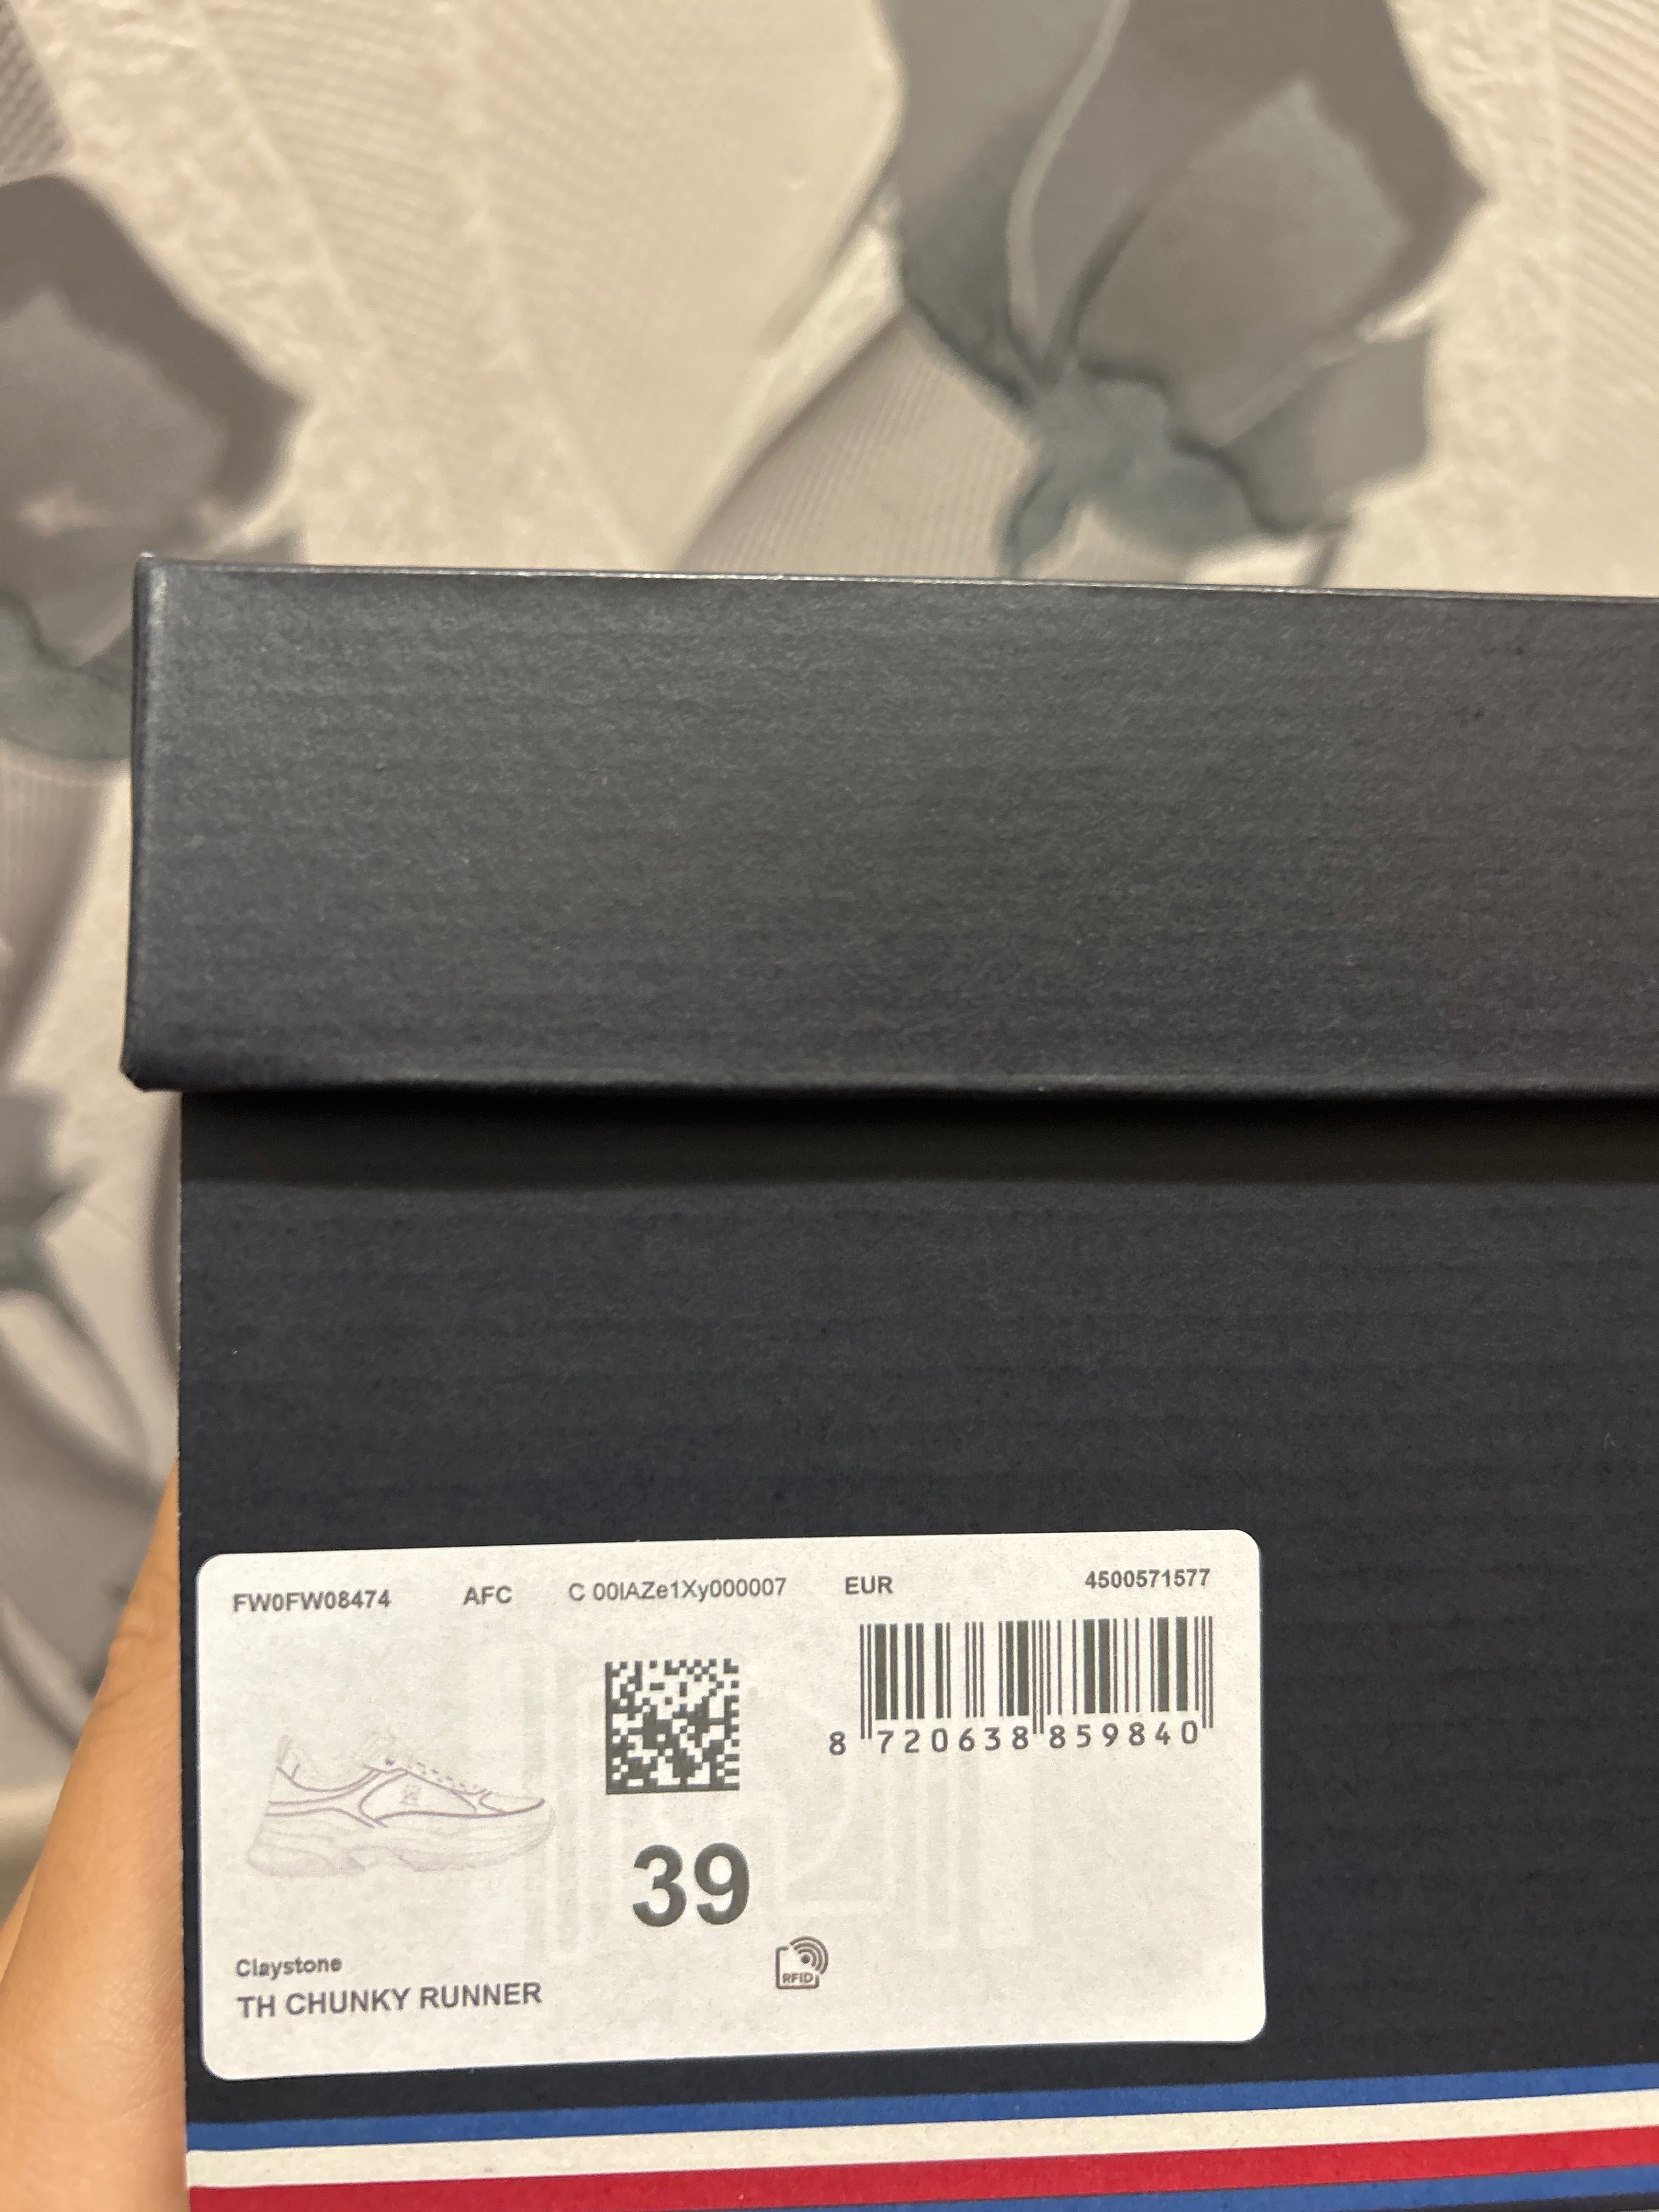 FW0FW08474 AFC C 00IAZe1Xy000007 EUR 4500571577
8 720638 859840
39
RFID
Claystone
TH CHUNKY RUNNER